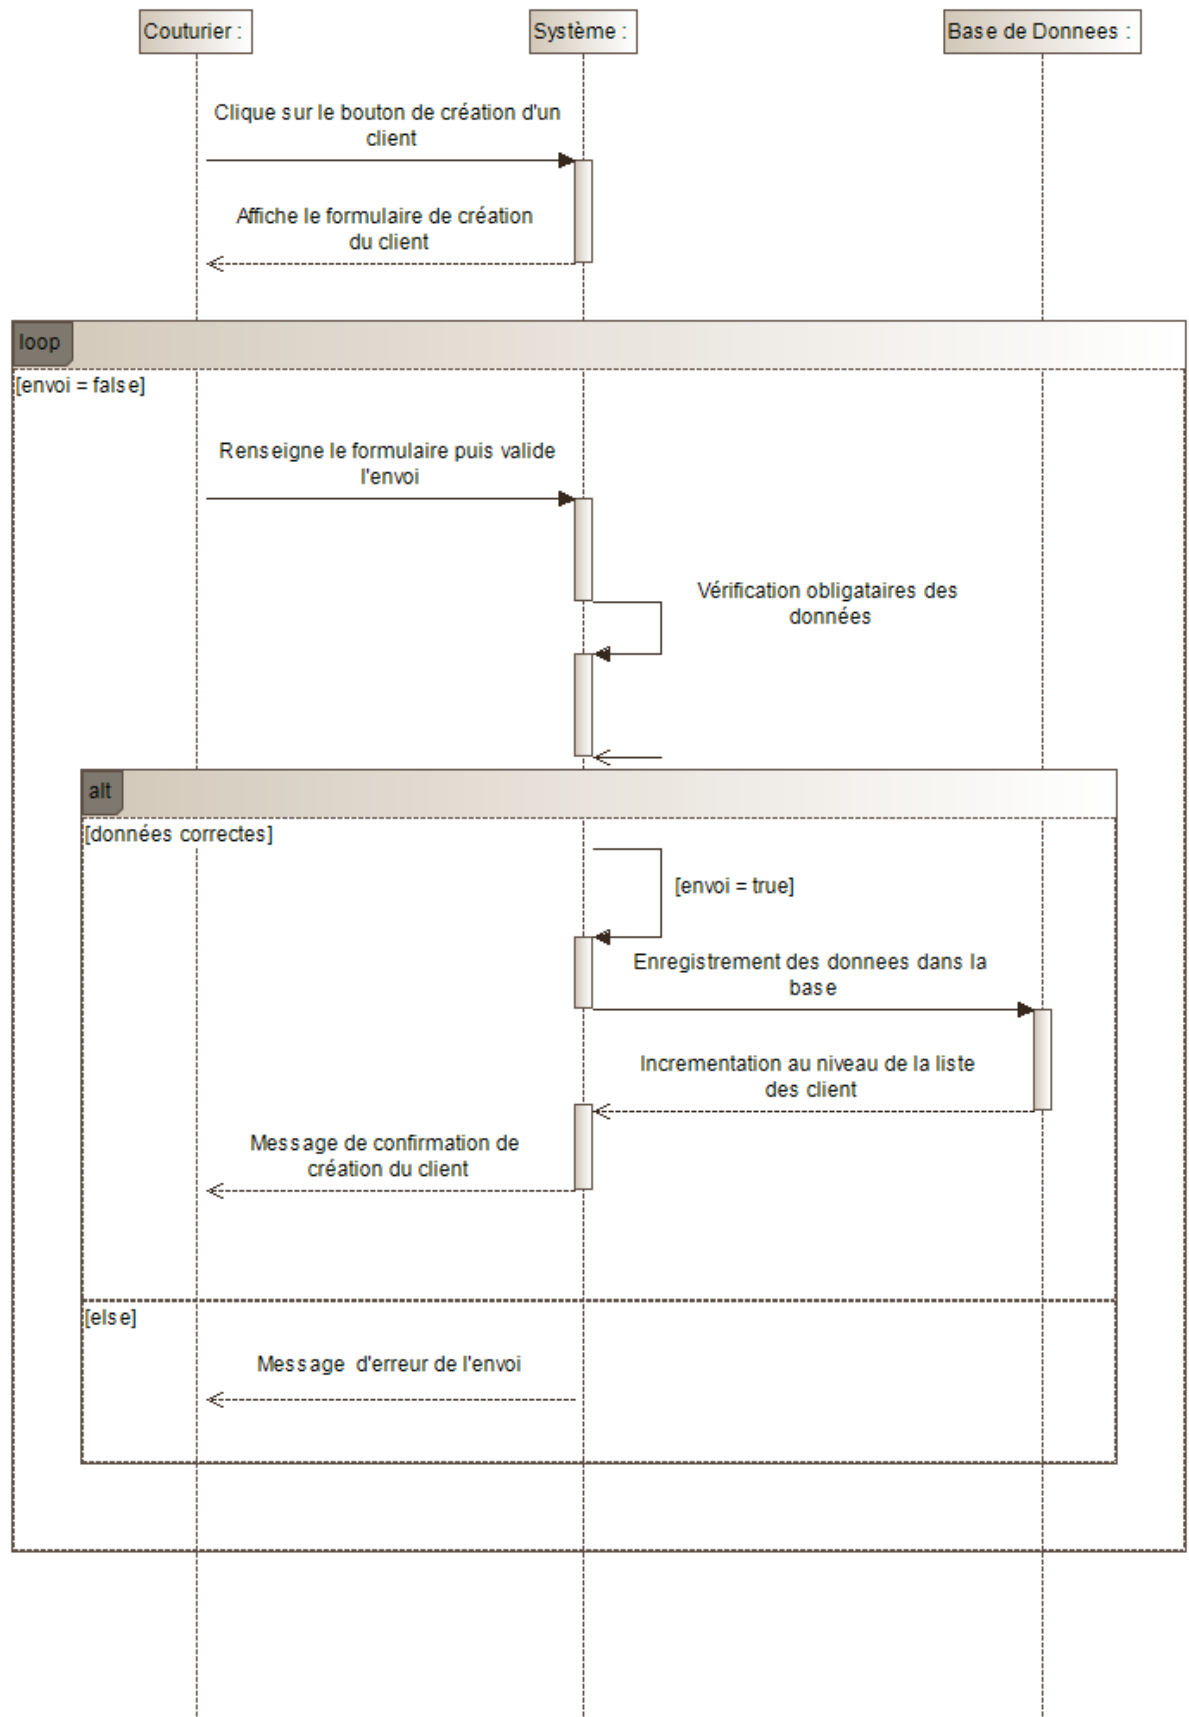 Couturier :
Système :
Base de Donnees :
Clique sur le bouton de création d'un
client
Affiche le formulaire de création
du client
loop
[envoi = false]
Renseigne le formulaire puis valide
l'envoi
Vérification obligataires des
données
alt
[données correctes]
[envoi = true]
Enregistrement des donnees dans la
base
Incrementation au niveau de la liste
des client
Message de confirmation de
création du client
[else]
Message d'erreur de l'envoi